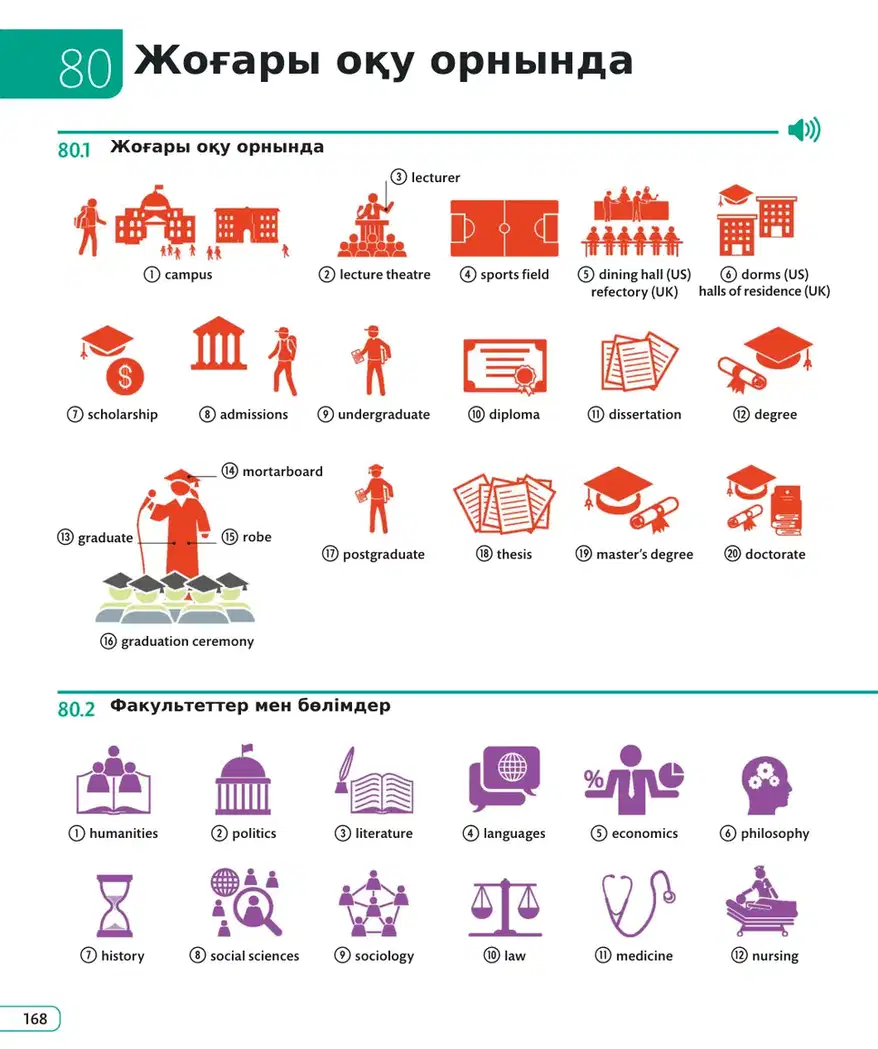 80 Жоғары оқу орнында
80.1 Жоғары оқу орнында
③ lecturer
① campus
② lecture theatre
④ sports field
⑤ dining hall (US)
refectory (UK)
⑥ dorms (US)
halls of residence (UK)
$
⑦ scholarship
⑧ admissions
⑨ undergraduate
⑩ diploma
⑪ dissertation
⑫ degree
⑭ mortarboard
⑬ graduate
⑮ robe
⑯ graduation ceremony
⑰ postgraduate
⑱ thesis
⑲ master’s degree
⑳ doctorate
80.2 Факультеттер мен бөлімдер
%
① humanities
② politics
③ literature
④ languages
⑤ economics
⑥ philosophy
⑦ history
⑧ social sciences
⑨ sociology
⑩ law
⑪ medicine
⑫ nursing
168